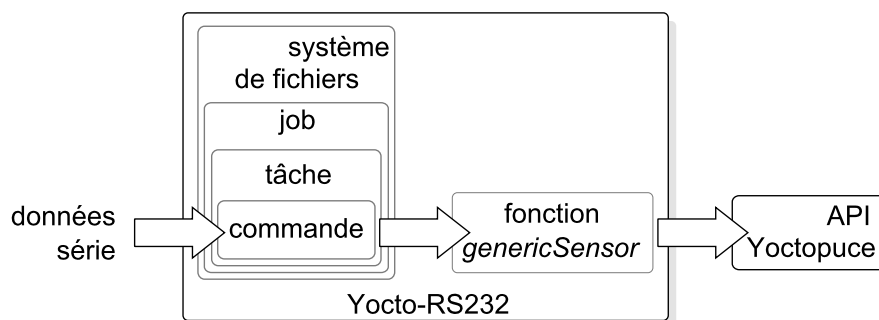 système
de fichiers
job
tâche
commande
données
série
fonction
genericSensor
API
Yoctopuce
Yocto-RS232